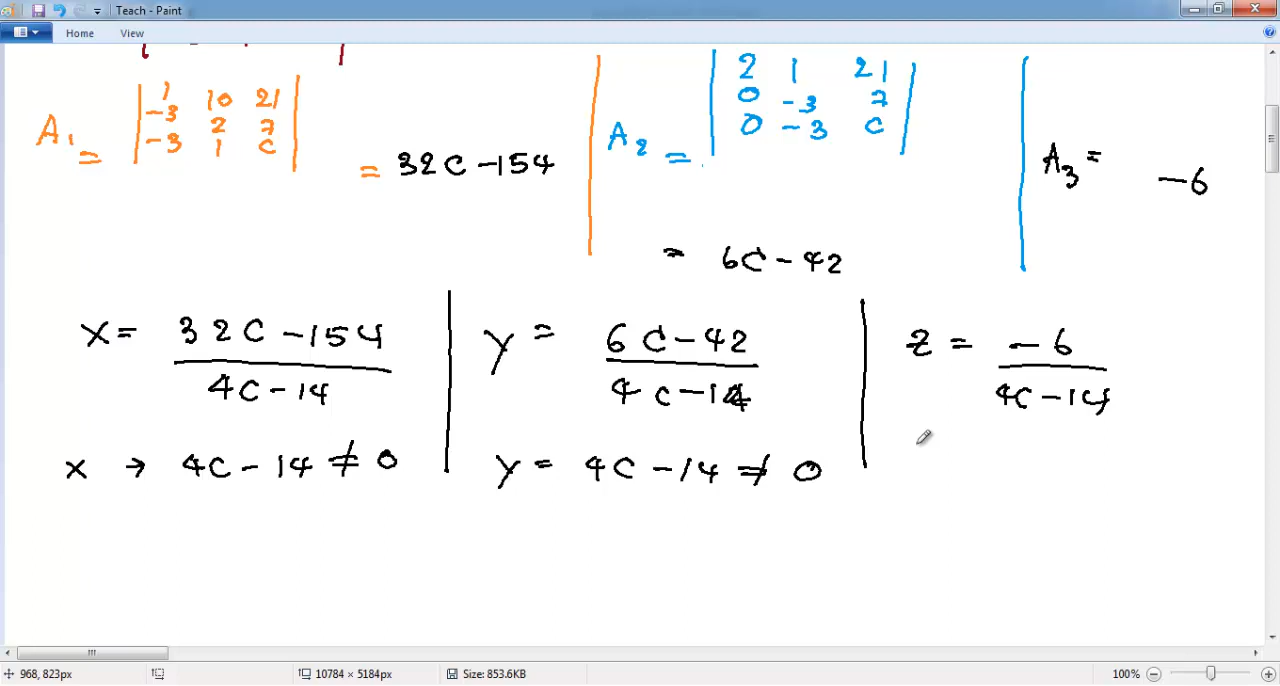 Teach - Paint
Home View
A1 = | 1 10 21 |
| -3 2 7 |
| -3 1 C |
= 32C - 154
A2 = | 2 1 21 |
| 0 -3 7 |
| 0 -3 C |
= 6C - 42
A3 = -6
x = 32C - 154 / 4C - 14
y = 6C - 42 / 4C - 14
z = -6 / 4C - 14
x → 4C - 14 ≠ 0
y = 4C - 14 ≠ 0
968, 823px
10784 × 5184px
Size: 853.6KB
100%